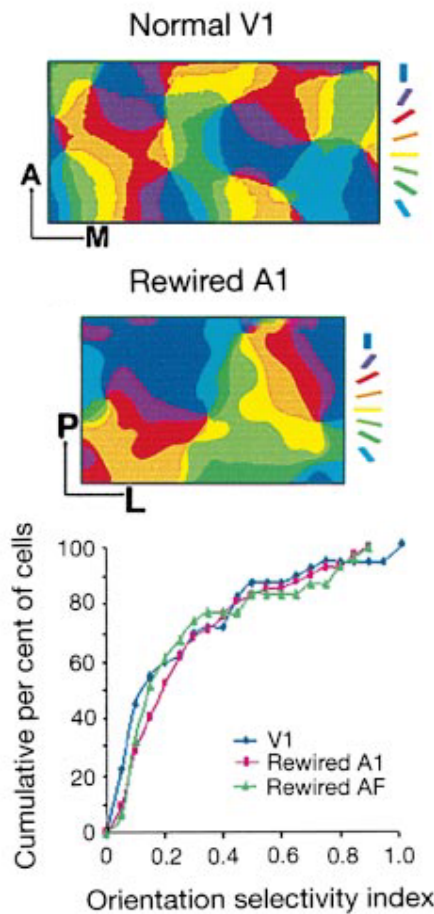 Normal V1
A
M
Rewired A1
P
L
Cumulative per cent of cells
100
80
60
40
20
0
V1
Rewired A1
Rewired AF
0 0.2 0.4 0.6 0.8 1.0
Orientation selectivity index